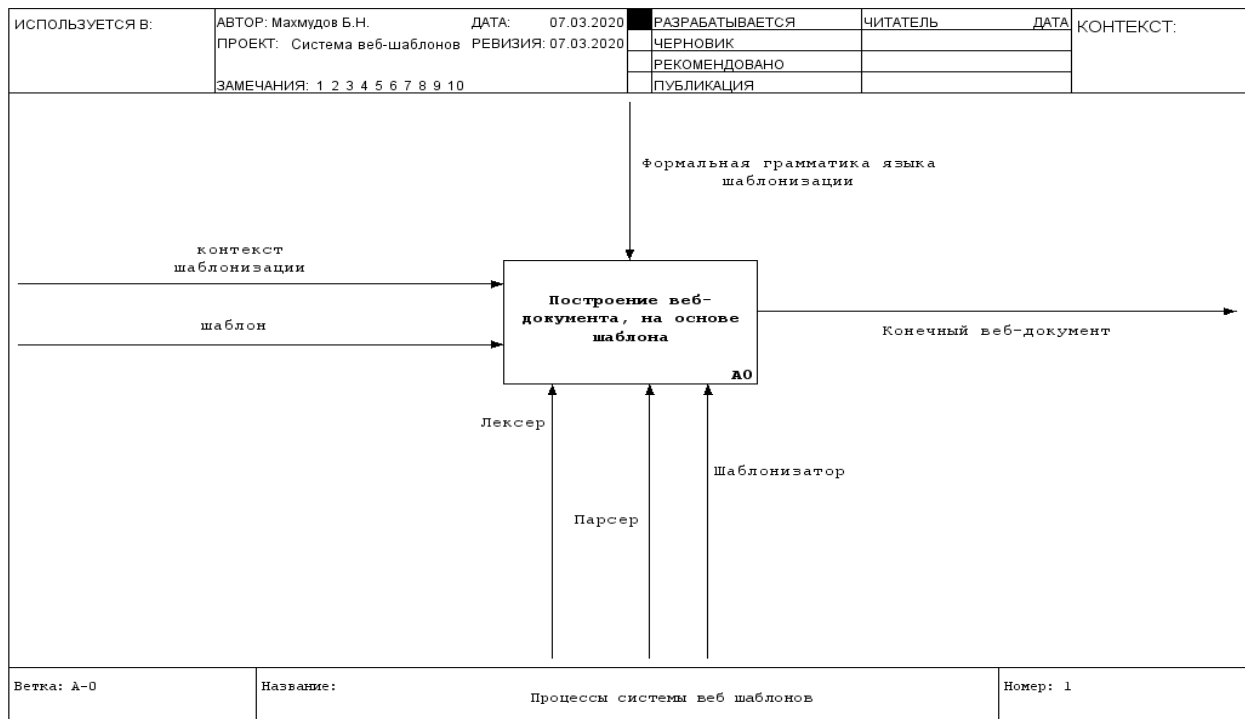 ИСПОЛЬЗУЕТСЯ В:
АВТОР: Махмудов Б.Н. ДАТА: 07.03.2020
ПРОЕКТ: Система веб-шаблонов РЕВИЗИЯ: 07.03.2020
ЗАМЕЧАНИЯ: 1 2 3 4 5 6 7 8 9 10
РАЗРАБАТЫВАЕТСЯ
ЧЕРНОВИК
РЕКОМЕНДОВАНО
ПУБЛИКАЦИЯ
ЧИТАТЕЛЬ ДАТА
КОНТЕКСТ:
Формальная грамматика языка
шаблонизации
контекст
шаблонизации
шаблон
Построение веб-
документа, на основе
шаблона
A0
Конечный веб-документ
Лексер
Шаблонизатор
Парсер
Ветка: A-0
Название:
Процессы системы веб шаблонов
Номер: 1